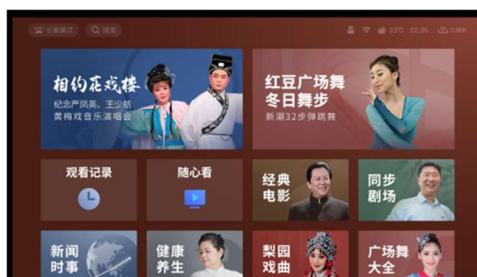 长辈模式
搜索
23℃ 22:35
相约花戏楼
纪念严凤英、王少舫
黄梅戏音乐演唱会
红豆广场舞
冬日舞步
新潮32步弹跳舞
观看记录
随心看
经典
电影
同步
剧场
新闻
时事
健康
养生
梨园
戏曲
广场舞
大全